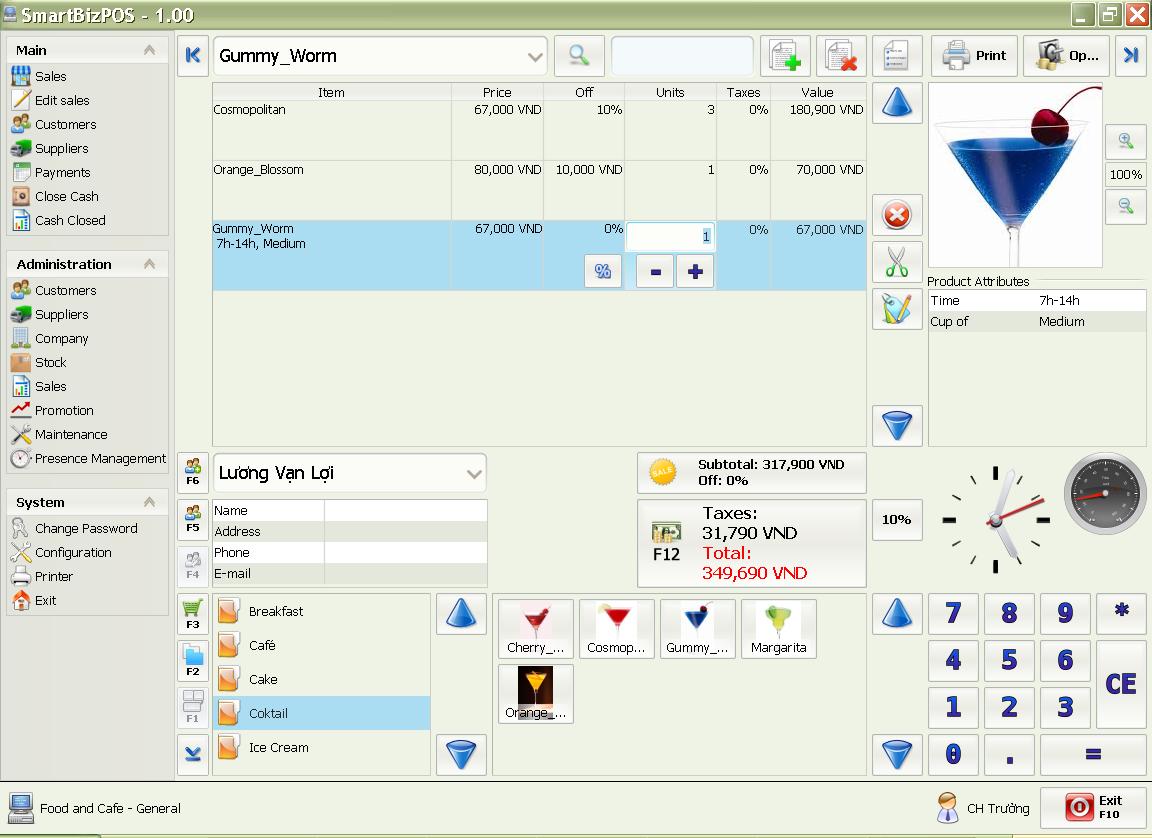 SmartBizPOS - 1.00
Main
Sales
Edit sales
Customers
Suppliers
Payments
Close Cash
Cash Closed
Administration
Customers
Suppliers
Company
Stock
Sales
Promotion
Maintenance
Presence Management
System
Change Password
Configuration
Printer
Exit
Gummy_Worm
Print
Op...
Item Price Off Units Taxes Value
Cosmopolitan 67,000 VND 10% 3 0% 180,900 VND
Orange_Blossom 80,000 VND 10,000 VND 1 0% 70,000 VND
Gummy_Worm 67,000 VND 0% 1 0% 67,000 VND
7h-14h, Medium
% - +
100%
Product Attributes
Time 7h-14h
Cup of Medium
F6
Lương Vạn Lợi
F5
F4
Name
Address
Phone
E-mail
SALE
Subtotal: 317,900 VND
Off: 0%
F12
Taxes:
31,790 VND
Total:
349,690 VND
10%
F3
F2
F1
Breakfast
Café
Cake
Coktail
Ice Cream
Cherry_...
Cosmop...
Gummy_...
Margarita
Orange_...
7 8 9 *
4 5 6 CE
1 2 3
0 . =
Food and Cafe - General
CH Trưởng
Exit
F10